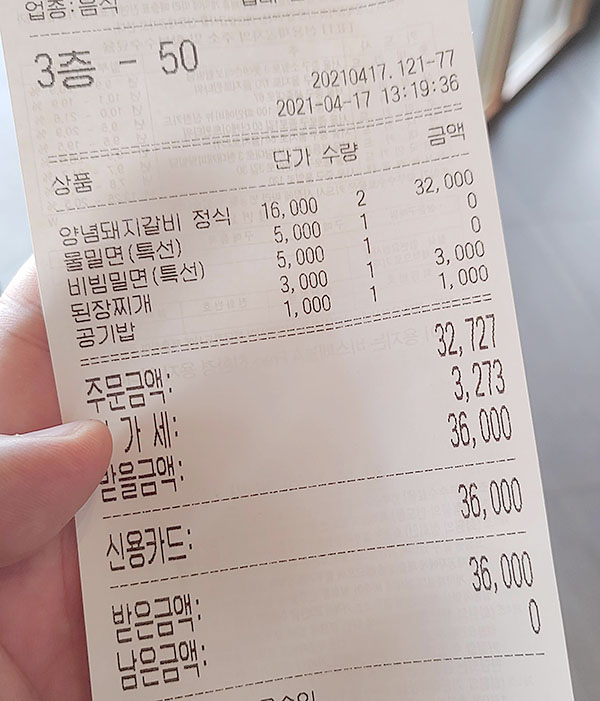 업종:음식
3층 - 50
20210417.121-77
2021-04-17 13:19:36
상품 단가 수량 금액
양념돼지갈비 정식 16,000 2 32,000
물밀면(특선) 5,000 1 0
비빔밀면(특선) 5,000 1 0
된장찌개 3,000 1 3,000
공기밥 1,000 1 1,000
주문금액: 32,727
가 세: 3,273
받을금액: 36,000
신용카드: 36,000
받은금액: 36,000
남은금액: 0